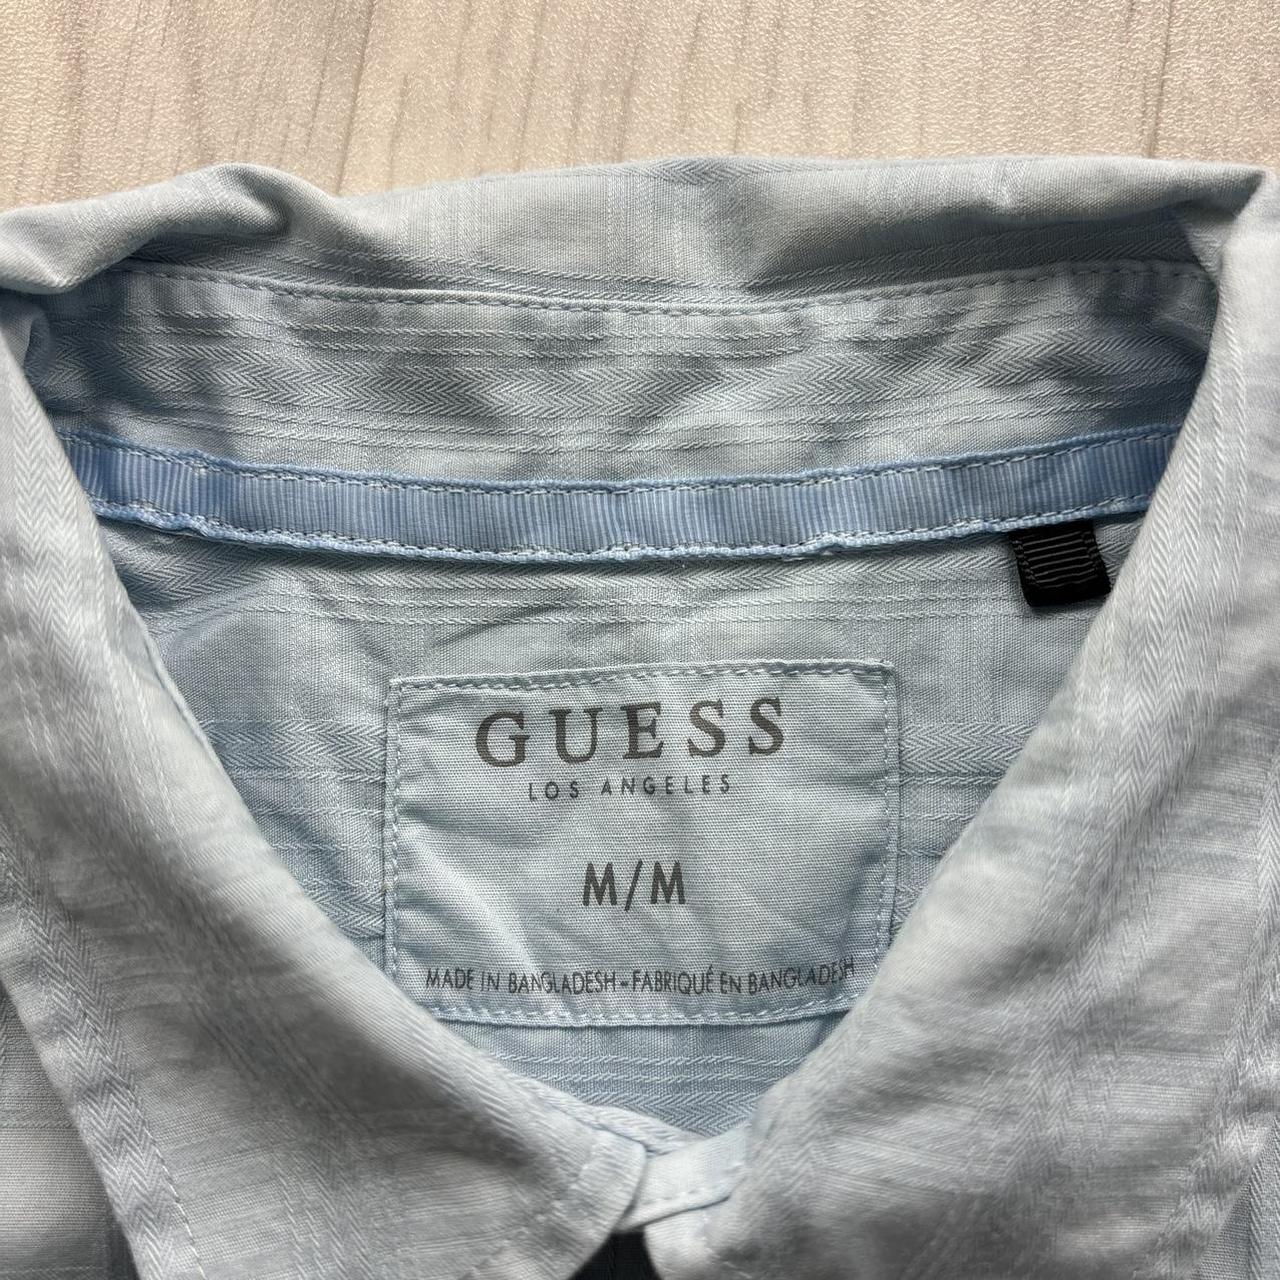 GUESS
LOS ANGELES
M/M
MADE IN BANGLADESH - FABRIQUÉ EN BANGLADESH